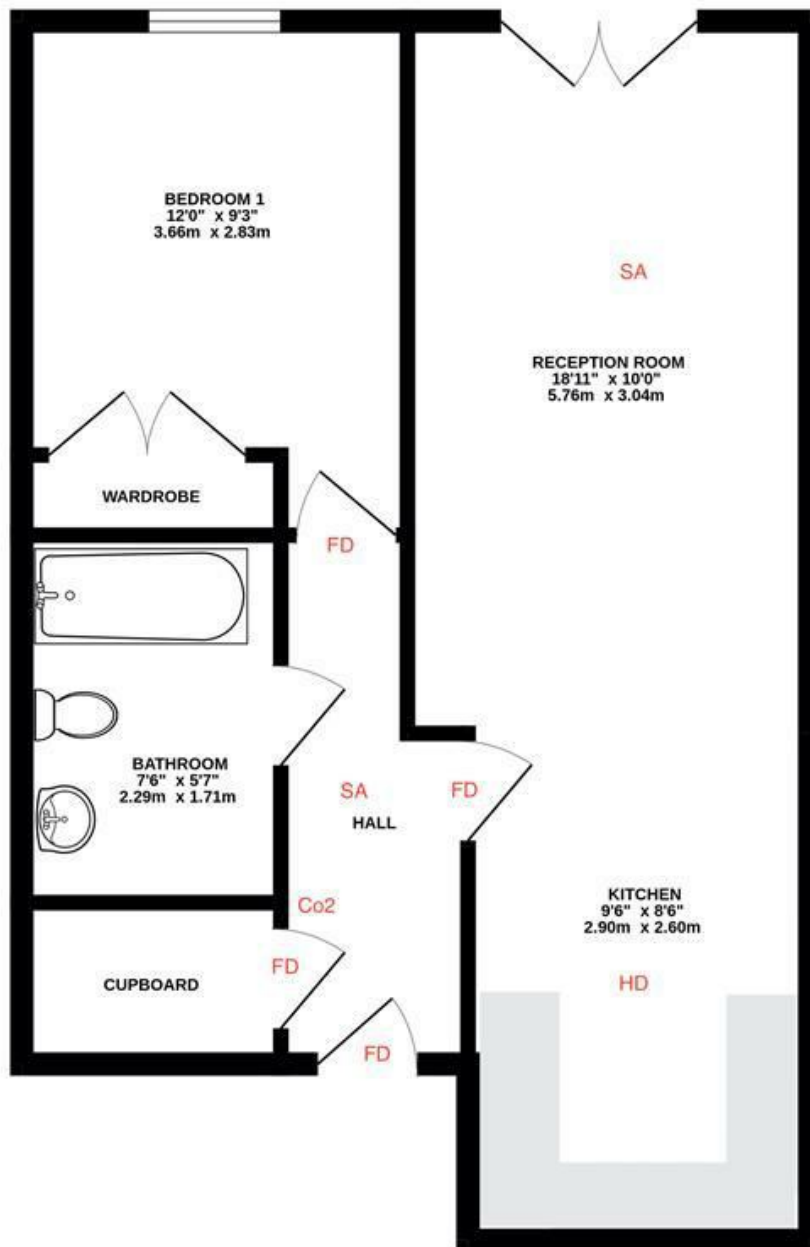 BEDROOM 1
12'0" x 9'3"
3.66m x 2.83m
SA
RECEPTION ROOM
18'11" x 10'0"
5.76m x 3.04m
WARDROBE
FD
BATHROOM
7'6" x 5'7"
2.29m x 1.71m
SA
FD
HALL
KITCHEN
9'6" x 8'6"
2.90m x 2.60m
Co2
FD
CUPBOARD
HD
FD